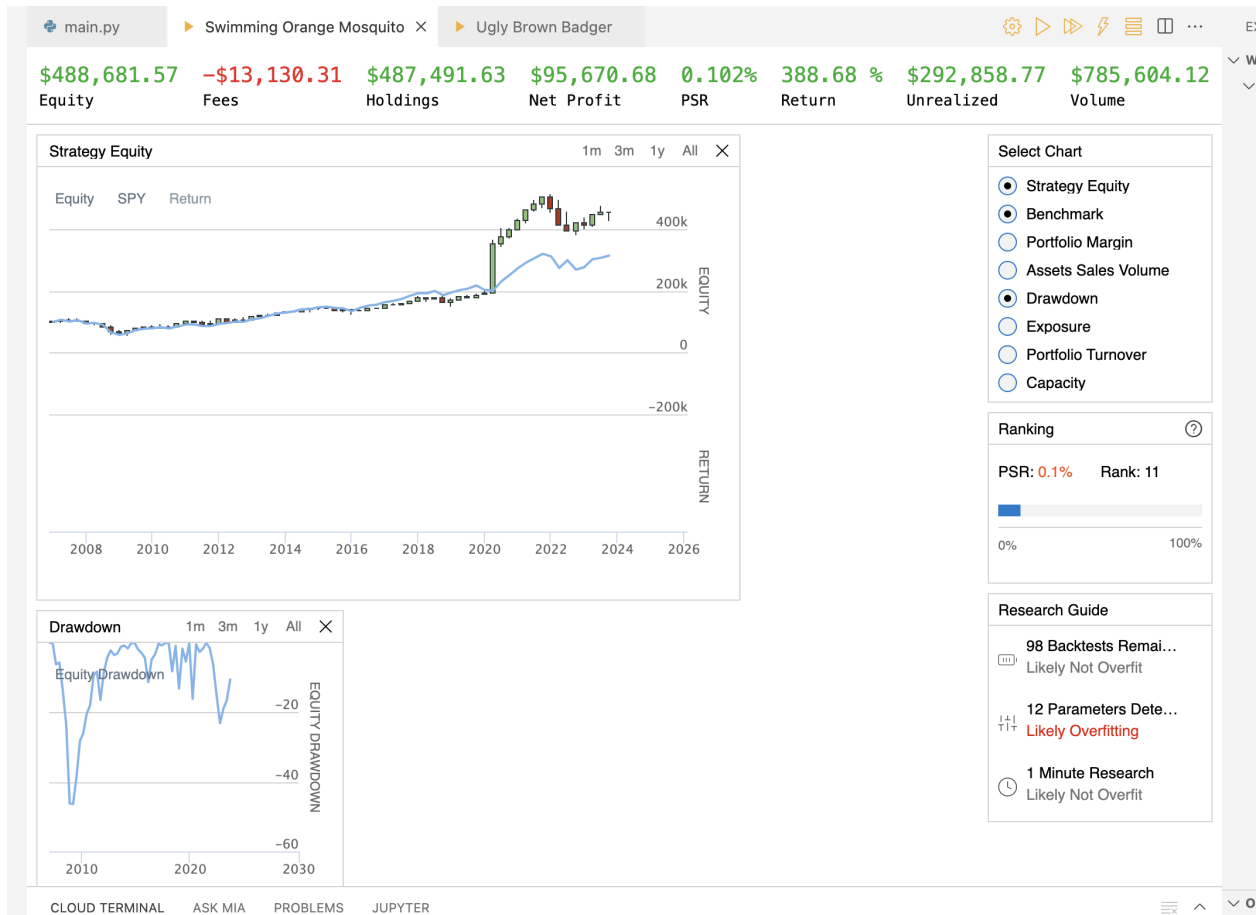 main.py
Swimming Orange Mosquito
Ugly Brown Badger
$488,681.57 -$13,130.31 $487,491.63 $95,670.68 0.102% 388.68 % $292,858.77 $785,604.12
Equity Fees Holdings Net Profit PSR Return Unrealized Volume
Strategy Equity
1m 3m 1y All
Equity SPY Return
400k
200k
0
-200k
EQUITY
RETURN
2008 2010 2012 2014 2016 2018 2020 2022 2024 2026
Select Chart
Strategy Equity
Benchmark
Portfolio Margin
Assets Sales Volume
Drawdown
Exposure
Portfolio Turnover
Capacity
Ranking
PSR: 0.1% Rank: 11
0% 100%
Research Guide
98 Backtests Remai...
Likely Not Overfit
12 Parameters Dete...
Likely Overfitting
1 Minute Research
Likely Not Overfit
Drawdown
1m 3m 1y All
Equity Drawdown
-20
-40
-60
EQUITY DRAWDOWN
2010 2020 2030
CLOUD TERMINAL ASK MIA PROBLEMS JUPYTER